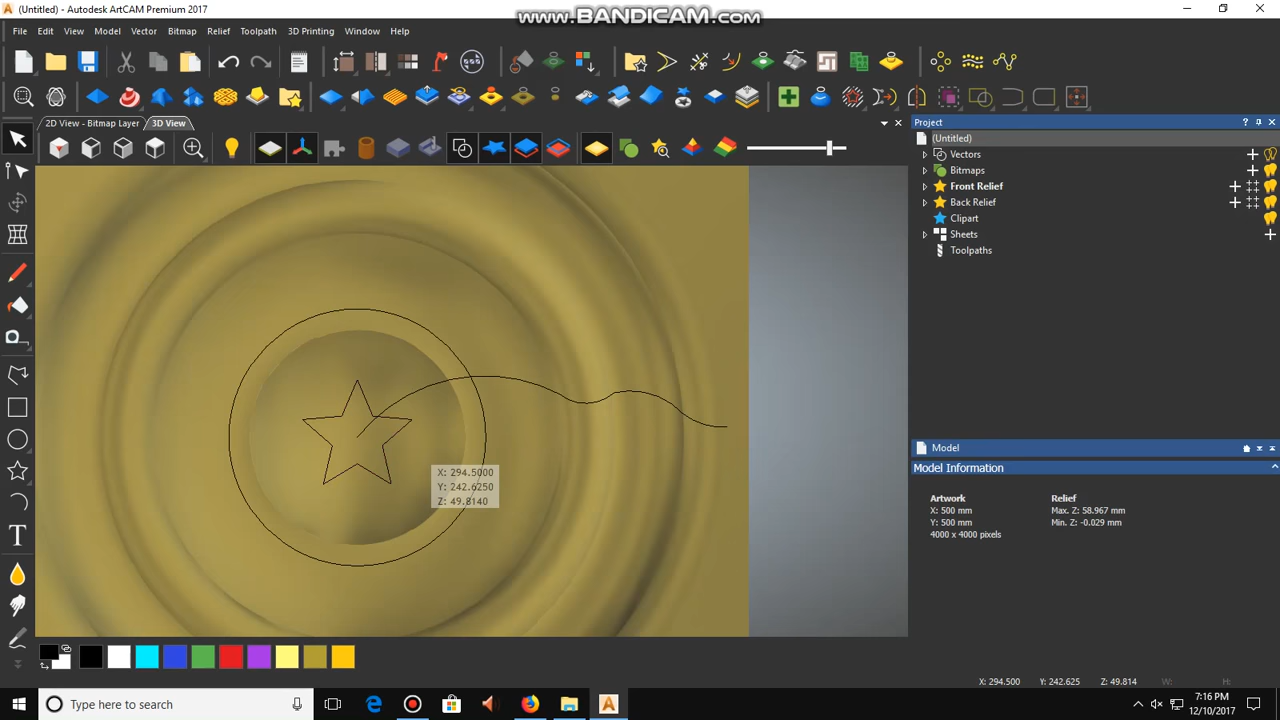 (Untitled) - Autodesk ArtCAM Premium 2017
www.BANDICAM.com
File Edit View Model Vector Bitmap Relief Toolpath 3D Printing Window Help
2D View - Bitmap Layer 3D View
Project
(Untitled)
Vectors
Bitmaps
Front Relief
Back Relief
Clipart
Sheets
Toolpaths
X: 294.5000
Y: 242.6250
Z: 49.8140
Model
Model Information
Artwork Relief
X: 500 mm Max. Z: 58.967 mm
Y: 500 mm Min. Z: -0.029 mm
4000 x 4000 pixels
X: 294.500 Y: 242.625 Z: 49.814 W: H:
Type here to search
7:16 PM
12/10/2017